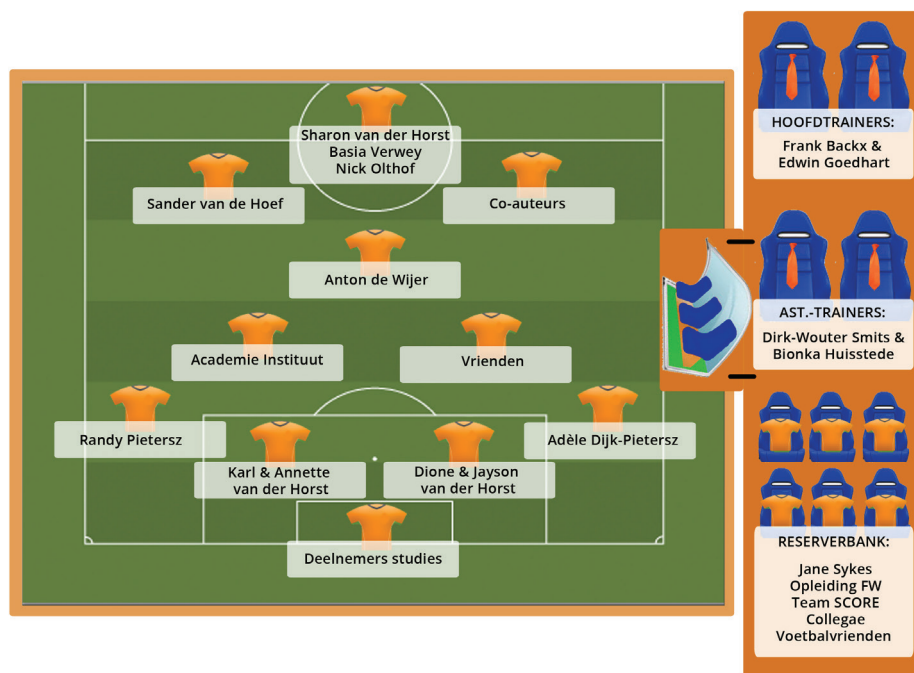 Sharon van der Horst
Basia Verwey
Nick Olthof
Sander van de Hoef
Co-auteurs
Anton de Wijer
Academie Instituut
Vrienden
Randy Pietersz
Adèle Dijk-Pietersz
Karl & Annette
van der Horst
Dione & Jayson
van der Horst
Deelnemers studies
HOOFDTRAINERS:
Frank Backx &
Edwin Goedhart
AST.-TRAINERS:
Dirk-Wouter Smits &
Bionka Huisstede
RESERVERBANK:
Jane Sykes
Opleiding FW
Team SCORE
Collegae
Voetbalvrienden